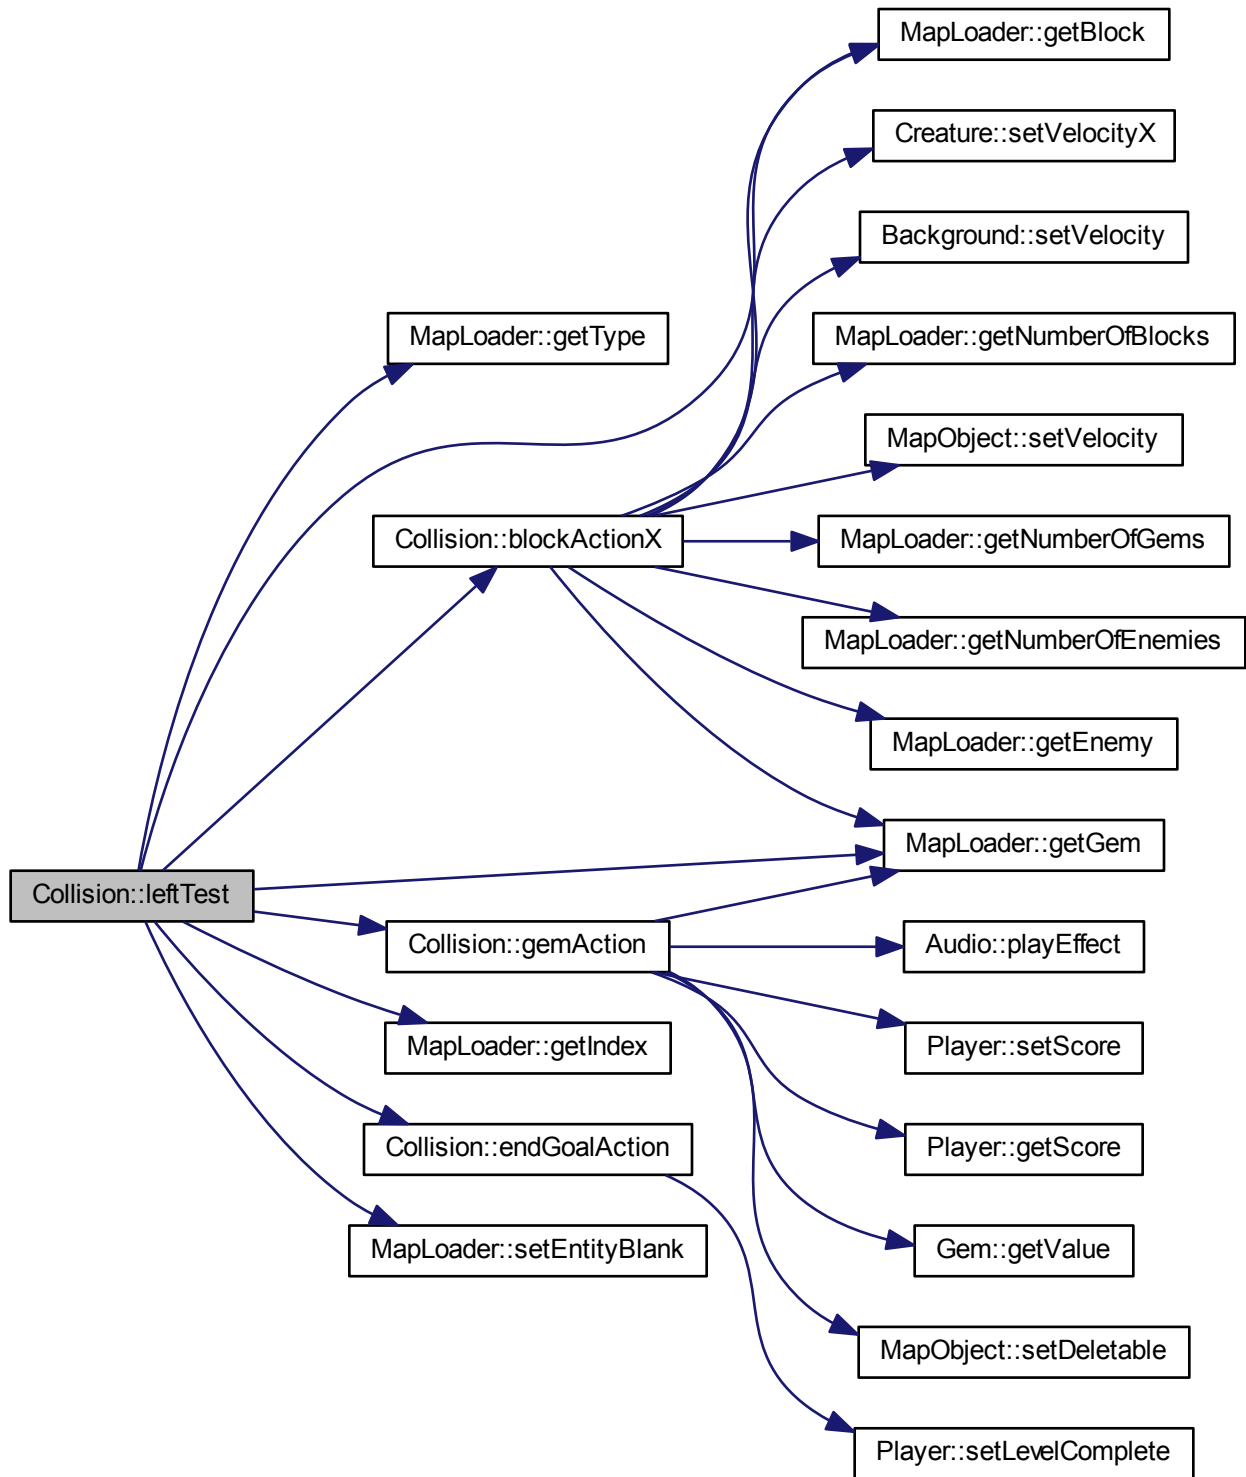 MapLoader::getBlock
Creature::setVelocityX
Background::setVelocity
MapLoader::getType
MapLoader::getNumberOfBlocks
MapObject::setVelocity
Collision::blockActionX
MapLoader::getNumberOfGems
MapLoader::getNumberOfEnemies
MapLoader::getEnemy
MapLoader::getGem
Collision::leftTest
Collision::gemAction
Audio::playEffect
MapLoader::getIndex
Player::setScore
Collision::endGoalAction
Player::getScore
MapLoader::setEntityBlank
Gem::getValue
MapObject::setDeletable
Player::setLevelComplete